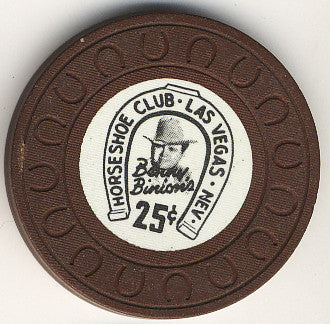 HORSESHOE CLUB · LAS VEGAS · NEV.
Benny
Binion's
25¢